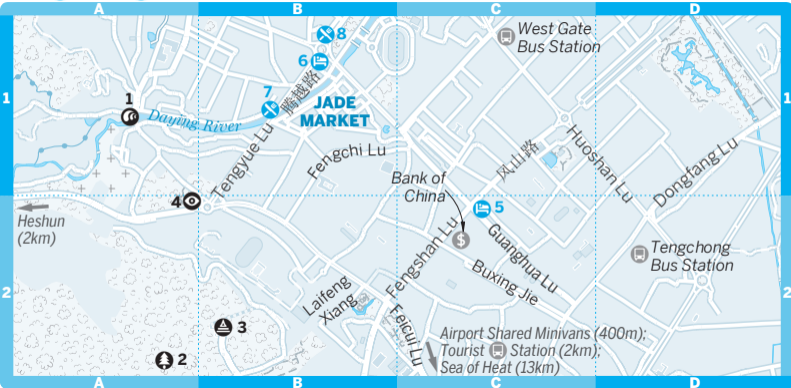 A
B
C
D
1
1
2
2
A
B
C
D
West Gate
Bus Station
8
6
7
腾越路
JADE
MARKET
1
Daying River
Tengyue Lu
Fengchi Lu
Bank of
China
凤山路
Huoshan Lu
Dongfang Lu
4
Heshun
(2km)
5
$
Fengshan Lu
Guanghua Lu
Buxing Jie
Tengchong
Bus Station
Laifeng
Xiang
Feicui Lu
3
2
Airport Shared Minivans (400m);
Tourist Station (2km);
Sea of Heat (13km)